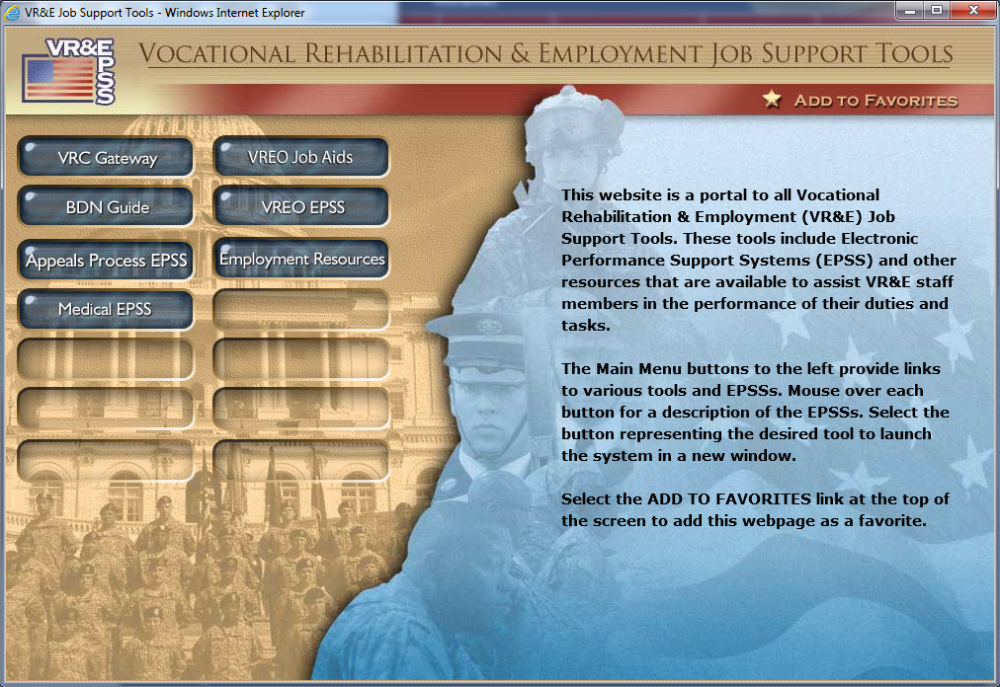 VR&E Job Support Tools - Windows Internet Explorer
VR&E
EPSS
Vocational Rehabilitation & Employment Job Support Tools
Add to Favorites
VRC Gateway
VREO Job Aids
BDN Guide
VREO EPSS
Appeals Process EPSS
Employment Resources
Medical EPSS
This website is a portal to all Vocational
Rehabilitation & Employment (VR&E) Job
Support Tools. These tools include Electronic
Performance Support Systems (EPSS) and other
resources that are available to assist VR&E staff
members in the performance of their duties and
tasks.
The Main Menu buttons to the left provide links
to various tools and EPSSs. Mouse over each
button for a description of the EPSSs. Select the
button representing the desired tool to launch
the system in a new window.
Select the ADD TO FAVORITES link at the top of
the screen to add this webpage as a favorite.